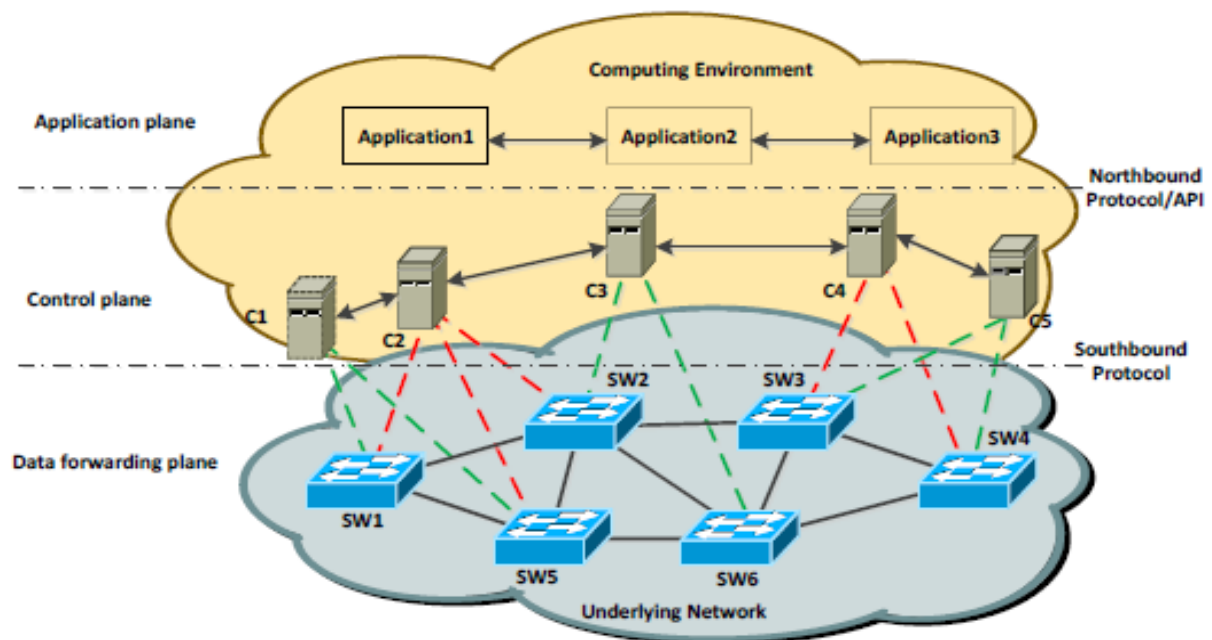 Computing Environment
Application plane
Application1
Application2
Application3
Northbound
Protocol/API
Control plane
C1
C2
C3
C4
C5
Southbound
Protocol
SW2
SW3
SW4
Data forwarding plane
SW1
SW5
SW6
Underlying Network